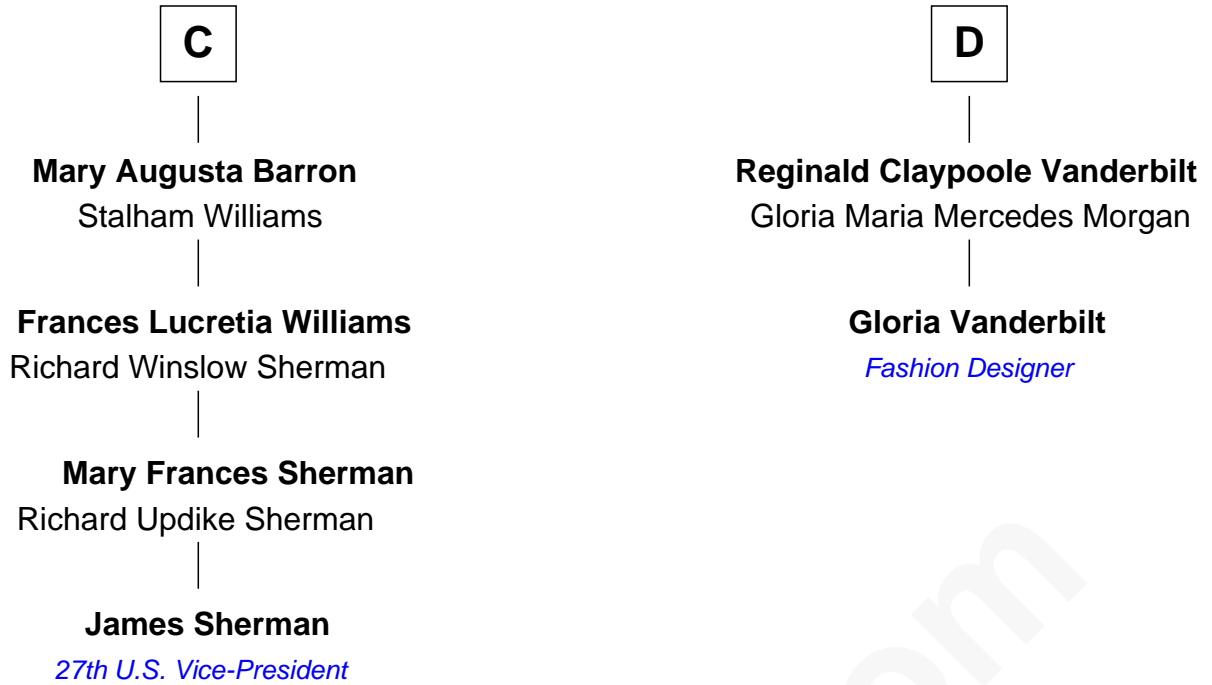 C
Mary Augusta Barron
Stalham Williams
Frances Lucretia Williams
Richard Winslow Sherman
Mary Frances Sherman
Richard Updike Sherman
James Sherman
27th U.S. Vice-President
D
Reginald Claypoole Vanderbilt
Gloria Maria Mercedes Morgan
Gloria Vanderbilt
Fashion Designer
om